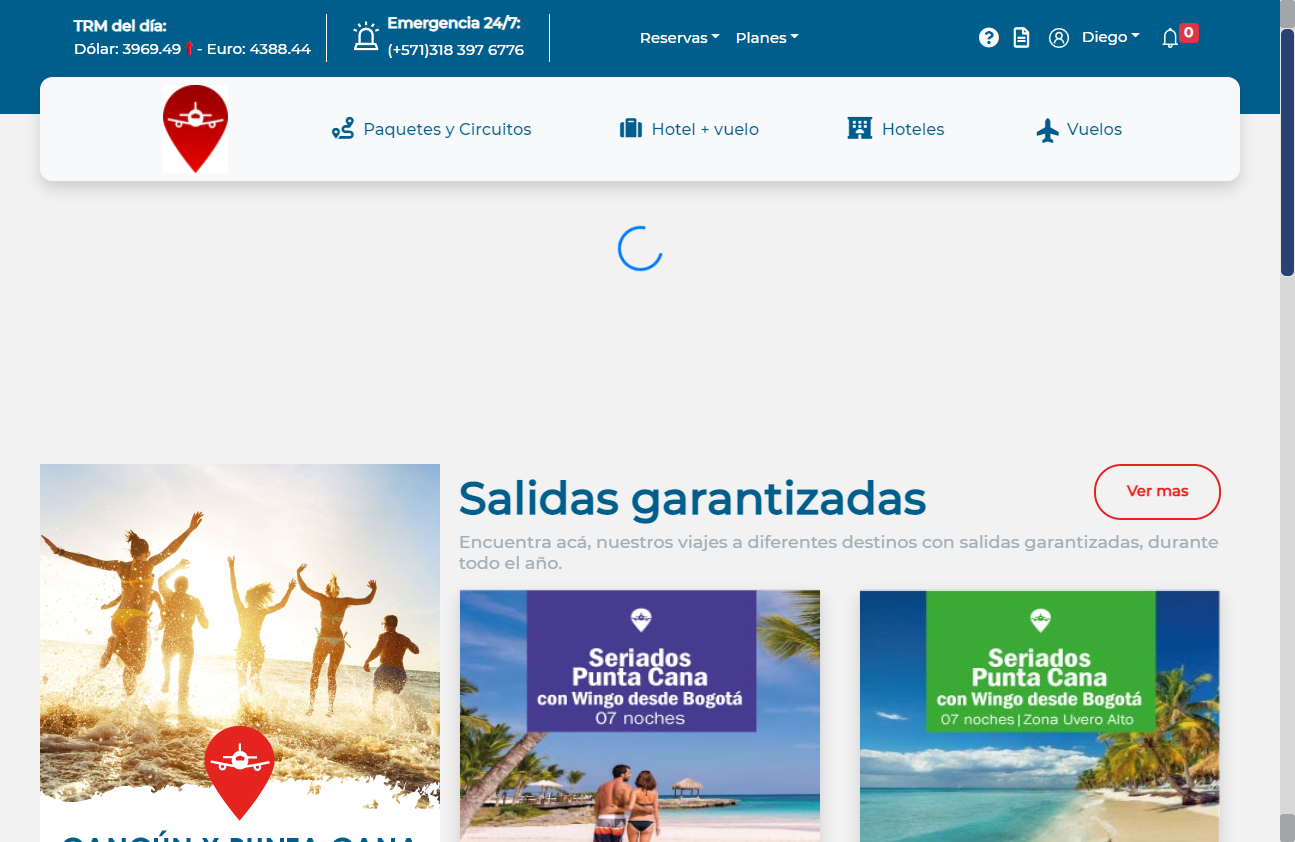 TRM del día:
Dólar: 3969.49 - Euro: 4388.44
Emergencia 24/7:
(+571)318 397 6776
Reservas
Planes
Diego
0
Paquetes y Circuitos
Hotel + vuelo
Hoteles
Vuelos
Salidas garantizadas
Ver mas
Encuentra acá, nuestros viajes a diferentes destinos con salidas garantizadas, durante
todo el año.
Seriados
Punta Cana
con Wingo desde Bogotá
07 noches
Seriados
Punta Cana
con Wingo desde Bogotá
07 noches | Zona Uvero Alto
CANCÚN Y PUNTA CANA